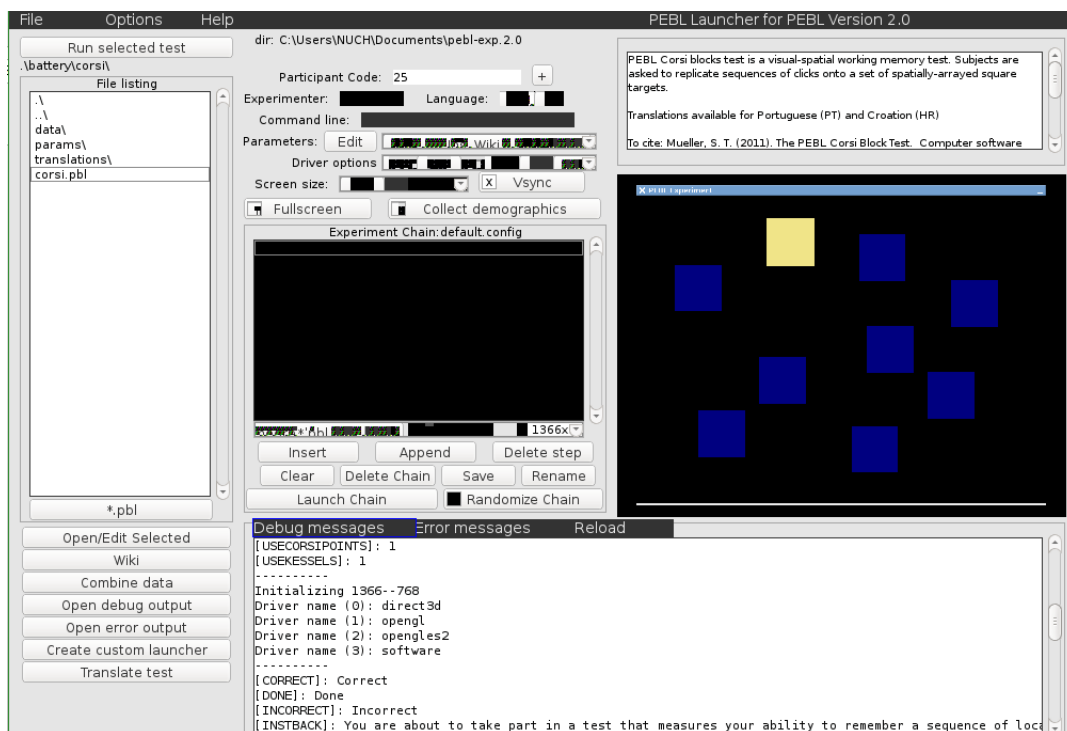 File Options Help PEBL Launcher for PEBL Version 2.0
Run selected test
.\battery\corsi\
File listing
.\
..\
data\
params\
translations\
corsi.pbl
*.pbl
Open/Edit Selected
Wiki
Combine data
Open debug output
Open error output
Create custom launcher
Translate test
dir: C:\Users\NUCH\Documents\pebl-exp.2.0
Participant Code: 25 +
Experimenter: Language:
Command line:
Parameters: Edit Wiki
Driver options
Screen size: X Vsync
Fullscreen Collect demographics
Experiment Chain:default.config
1366x
Insert Append Delete step
Clear Delete Chain Save Rename
Launch Chain Randomize Chain
PEBL Corsi blocks test is a visual-spatial working memory test. Subjects are
asked to replicate sequences of clicks onto a set of spatially-arrayed square
targets.
Translations available for Portuguese (PT) and Croation (HR)
To cite: Mueller, S. T. (2011). The PEBL Corsi Block Test. Computer software
X PEBL Experiment
Debug messages Error messages Reload
[USECORSIPOINTS]: 1
[USEKESSELS]: 1
----------
Initializing 1366--768
Driver name (0): direct3d
Driver name (1): opengl
Driver name (2): opengles2
Driver name (3): software
----------
[CORRECT]: Correct
[DONE]: Done
[INCORRECT]: Incorrect
[INSTBACK]: You are about to take part in a test that measures your ability to remember a sequence of loca